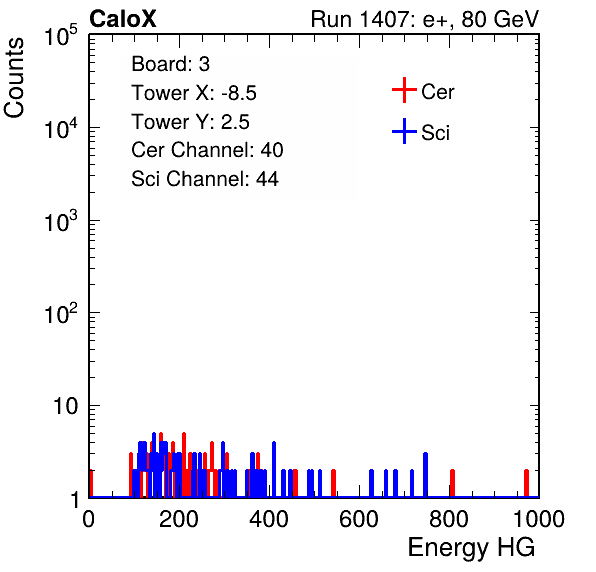 CaloX Run 1407: e+, 80 GeV
Counts
Board: 3
Tower X: -8.5
Tower Y: 2.5
Cer Channel: 40
Sci Channel: 44
Cer
Sci
10^5
10^4
10^3
10^2
10
1
0 200 400 600 800 1000
Energy HG